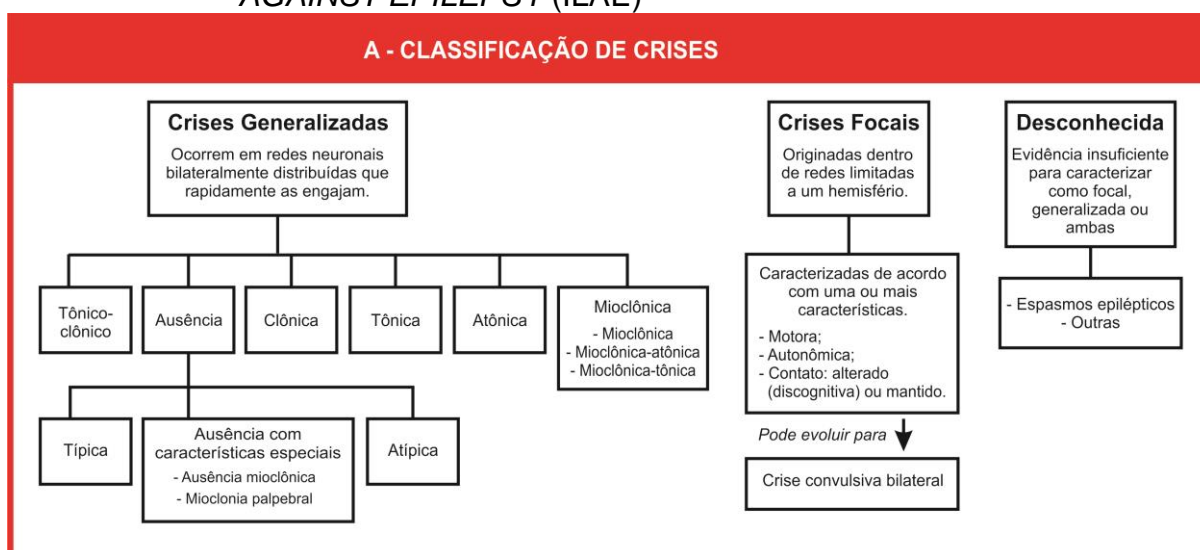 AGAINST EPILEPSY (ILAE)
A - CLASSIFICAÇÃO DE CRISES
Crises Generalizadas
Ocorrem em redes neuronais
bilateralmente distribuídas que
rapidamente as engajam.
Tônico-
clônico
Ausência
Clônica
Tônica
Atônica
Mioclônica
- Mioclônica
- Mioclônica-atônica
- Mioclônica-tônica
Típica
Ausência com
características especiais
- Ausência mioclônica
- Mioclonia palpebral
Atípica
Crises Focais
Originadas dentro
de redes limitadas
a um hemisfério.
Caracterizadas de acordo
com uma ou mais
características.
- Motora;
- Autonômica;
- Contato: alterado
(discognitiva) ou mantido.
Pode evoluir para
Crise convulsiva bilateral
Desconhecida
Evidência insuficiente
para caracterizar
como focal,
generalizada ou
ambas
- Espasmos epilépticos
- Outras